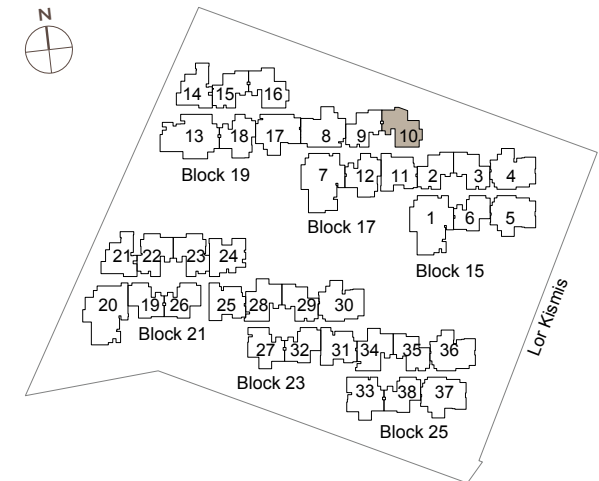 N
14 15 16
13 18 17 8 9 10
Block 19
7 12 11 2 3 4
Block 17
1 6 5
Block 15
21 22 23 24
20 19 26 25 28 29 30
Block 21
Lor Kismis
27 32 31 34 35 36
Block 23
33 38 37
Block 25